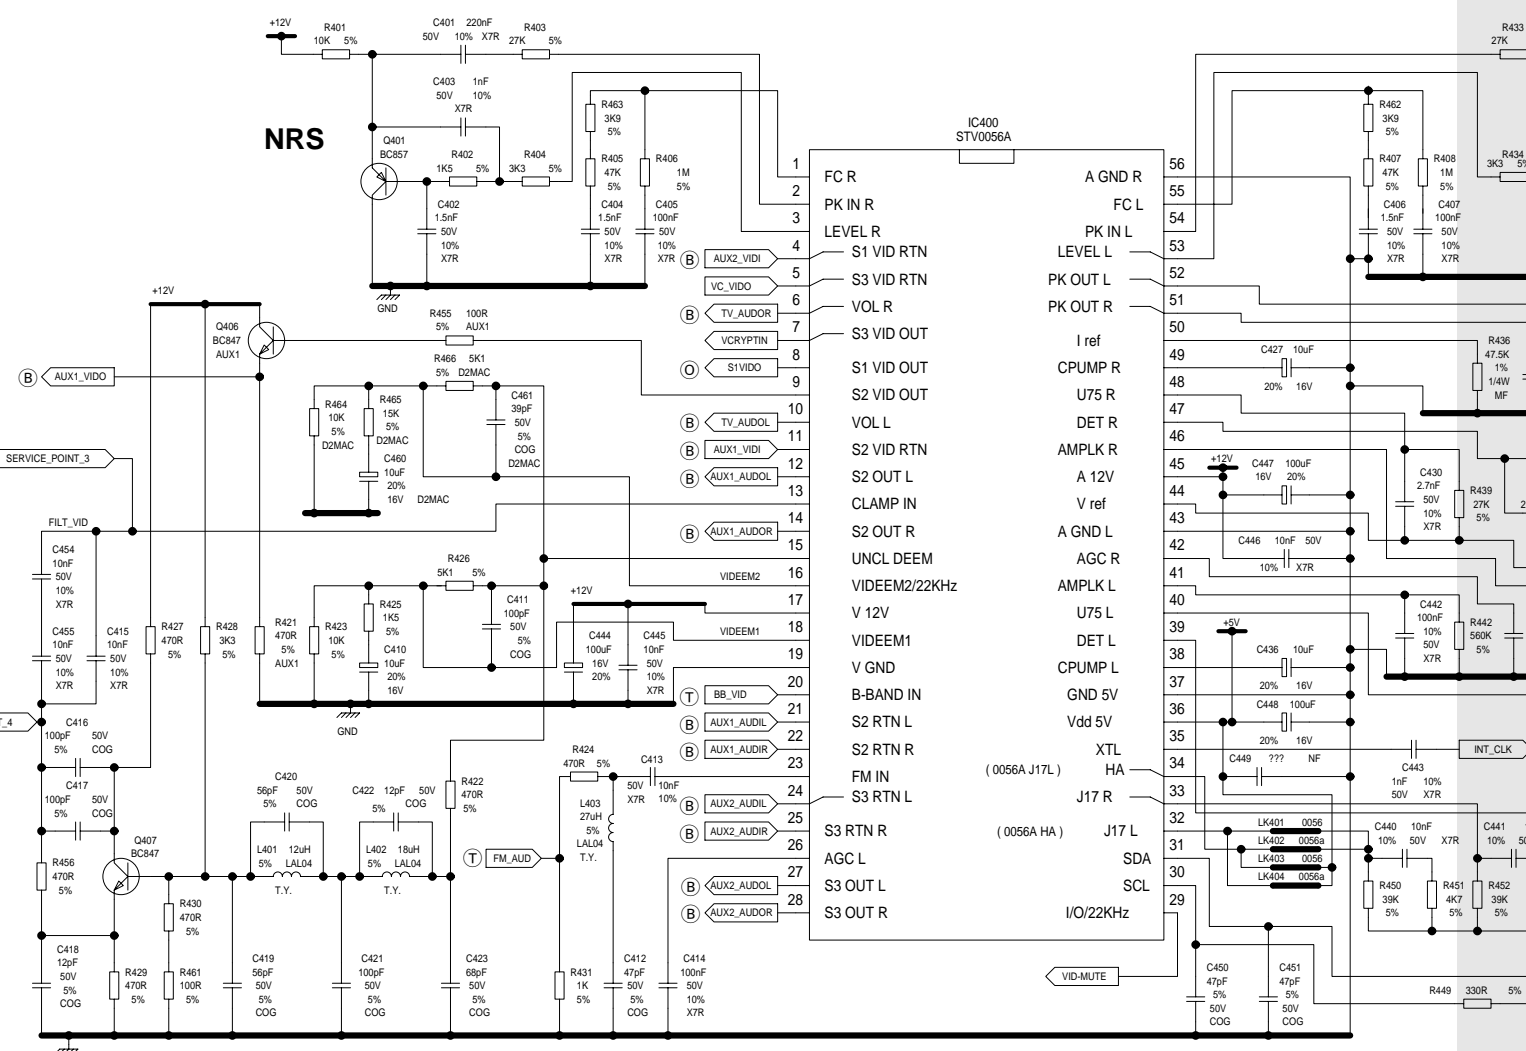 +12V
R401
10K 5%
C401 220nF
50V 10% X7R
R403
27K 5%
C403 1nF
50V 10%
X7R
NRS
Q401
BC857
R402
1K5 5%
R404
3K3 5%
C402
1.5nF
50V
10%
X7R
R463
3K9
5%
R405
47K
5%
R406
1M
5%
C404
1.5nF
50V
10%
X7R
C405
100nF
50V
10%
X7R
GND
IC400
STV0056A
1 FC R
2 PK IN R
3 LEVEL R
4 S1 VID RTN
5 S3 VID RTN
6 VOL R
7 S3 VID OUT
8 S1 VID OUT
9 S2 VID OUT
10 VOL L
11 S2 VID RTN
12 S2 OUT L
13 CLAMP IN
14 S2 OUT R
15 UNCL DEEM
16 VIDEEM2/22KHz
17 V 12V
18 VIDEEM1
19 V GND
20 B-BAND IN
21 S2 RTN L
22 S2 RTN R
23 FM IN
24 S3 RTN L
25 S3 RTN R
26 AGC L
27 S3 OUT L
28 S3 OUT R
56 A GND R
55 FC L
54 PK IN L
53 LEVEL L
52 PK OUT L
51 PK OUT R
50 I ref
49 CPUMP R
48 U75 R
47 DET R
46 AMPLK R
45 A 12V
44 V ref
43 A GND L
42 AGC R
41 AMPLK L
40 U75 L
39 DET L
38 CPUMP L
37 GND 5V
36 Vdd 5V
35 XTL
34 HA
( 0056A J17L )
33 J17 R
32 J17 L
( 0056A HA )
31 SDA
30 SCL
29 I/O/22KHz
B AUX2_VIDI
VC_VIDO
B TV_AUDOR
VCRYPTIN
O S1VIDO
B TV_AUDOL
B AUX1_VIDI
B AUX1_AUDOL
B AUX1_AUDOR
VIDEEM2
VIDEEM1
T BB_VID
B AUX1_AUDIL
B AUX1_AUDIR
B AUX2_AUDIL
B AUX2_AUDIR
B AUX2_AUDOL
B AUX2_AUDOR
+12V
Q406
BC847
AUX1
B AUX1_VIDO
R455 100R
5% AUX1
R466 5K1
5% D2MAC
R464
10K
5%
D2MAC
R465
15K
5%
D2MAC
C461
39pF
50V
5%
COG
D2MAC
C460
10uF
20%
16V D2MAC
SERVICE_POINT_3
FILT_VID
C454
10nF
50V
10%
X7R
C455
10nF
50V
10%
X7R
C415
10nF
50V
10%
X7R
R427
470R
5%
R428
3K3
5%
R421
470R
5%
AUX1
R423
10K
5%
R425
1K5
5%
C410
10uF
20%
16V
R426
5K1 5%
C411
100pF
50V
5%
COG
+12V
C444
100uF
16V
20%
C445
10nF
50V
10%
X7R
GND
T_4
C416
100pF 50V
5% COG
C417
100pF 50V
5% COG
Q407
BC847
R456
470R
5%
C418
12pF
50V
5%
COG
R429
470R
5%
R430
470R
5%
R461
100R
5%
C420
56pF 50V
5% COG
L401 12uH
5% LAL04
T.Y.
C422 12pF 50V
5% COG
L402 18uH
5% LAL04
T.Y.
R422
470R
5%
C419
56pF
50V
5%
COG
C421
100pF
50V
5%
COG
C423
68pF
50V
5%
COG
R424
470R 5%
C413
10nF
50V
X7R 10%
L403
27uH
5%
LAL04
T.Y.
T FM_AUD
R431
1K
5%
C412
47pF
50V
5%
COG
C414
100nF
50V
10%
X7R
R433
27K
R462
3K9
5%
R407
47K
5%
R408
1M
5%
R434
3K3 5%
C406
1.5nF
50V
10%
X7R
C407
100nF
50V
10%
X7R
C427 10uF
20% 16V
R436
47.5K
1%
1/4W
MF
+12V
C447 100uF
16V 20%
C430
2.7nF
50V
10%
X7R
R439
27K
5%
2
C446 10nF 50V
10% X7R
C442
100nF
10%
50V
X7R
R442
560K
5%
+5V
C436 10uF
20% 16V
C448 100uF
20% 16V
C449 ??? NF
C443
1nF 10%
50V X7R
INT_CLK
LK401 0056
LK402 0056a
LK403 0056
LK404 0056a
C440 10nF
10% 50V X7R
C441
10%
R450
39K
5%
R451
4K7
5%
R452
39K
5%
VID-MUTE
C450
47pF
5%
50V
COG
C451
47pF
5%
50V
COG
R449 330R 5%